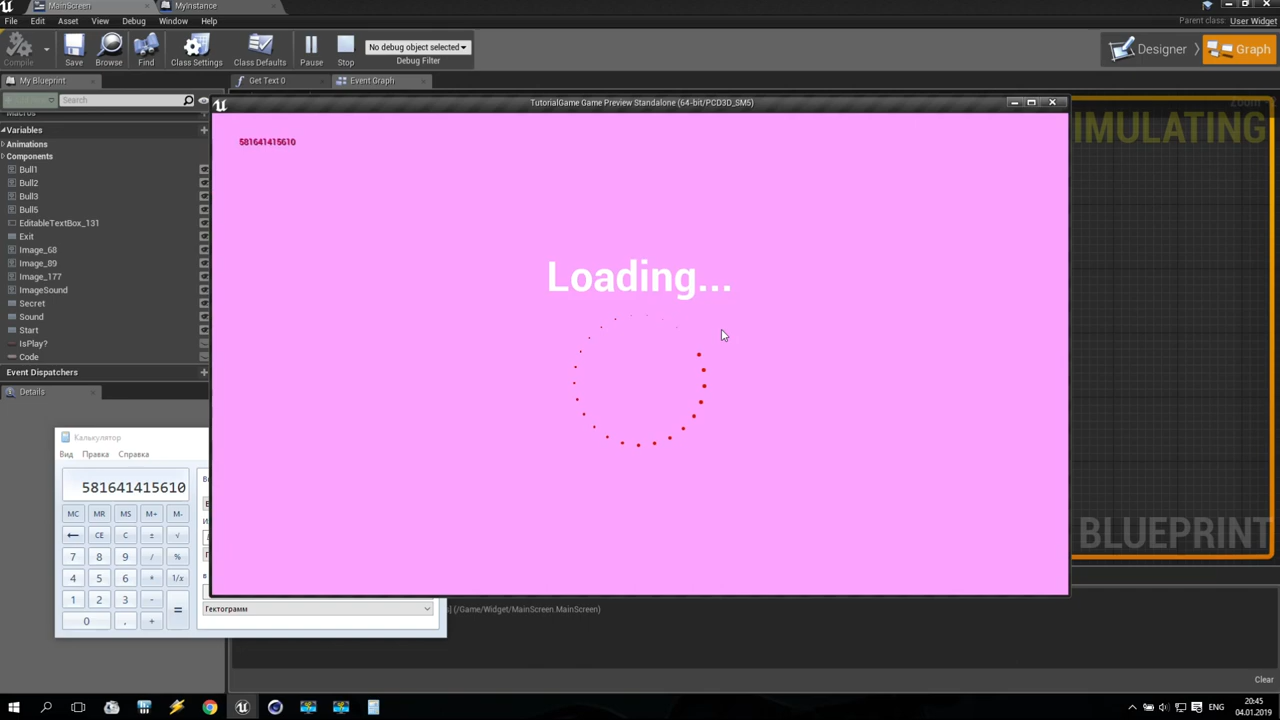 MainScreen
MyInstance
File
Edit
Asset
View
Debug
Window
Help
Parent class:
User Widget
Compile
Save
Browse
Find
Class Settings
Class Defaults
Pause
Stop
No debug object selected
Debug Filter
Designer
Graph
My Blueprint
Get Text 0
Event Graph
Search
TutorialGame Game Preview Standalone (64-bit/PCD3D_SM5)
Zoom
IMULATING
Macros
Variables
Animations
Components
Bull1
Bull2
Bull3
Bull5
EditableTextBox_131
Exit
Image_68
Image_89
Image_177
ImageSound
Secret
Sound
Start
IsPlay?
Code
Event Dispatchers
Details
581641415610
Loading...
Калькулятор
Вид
Правка
Справка
581641415610
MC
MR
MS
M+
M-
←
CE
C
±
√
7
8
9
/
%
4
5
6
*
1/x
1
2
3
-
=
0
,
+
в
Гектограмм
BLUEPRINT
] (/Game/Widget/MainScreen.MainScreen)
Clear
ENG
20:45
04.01.2019